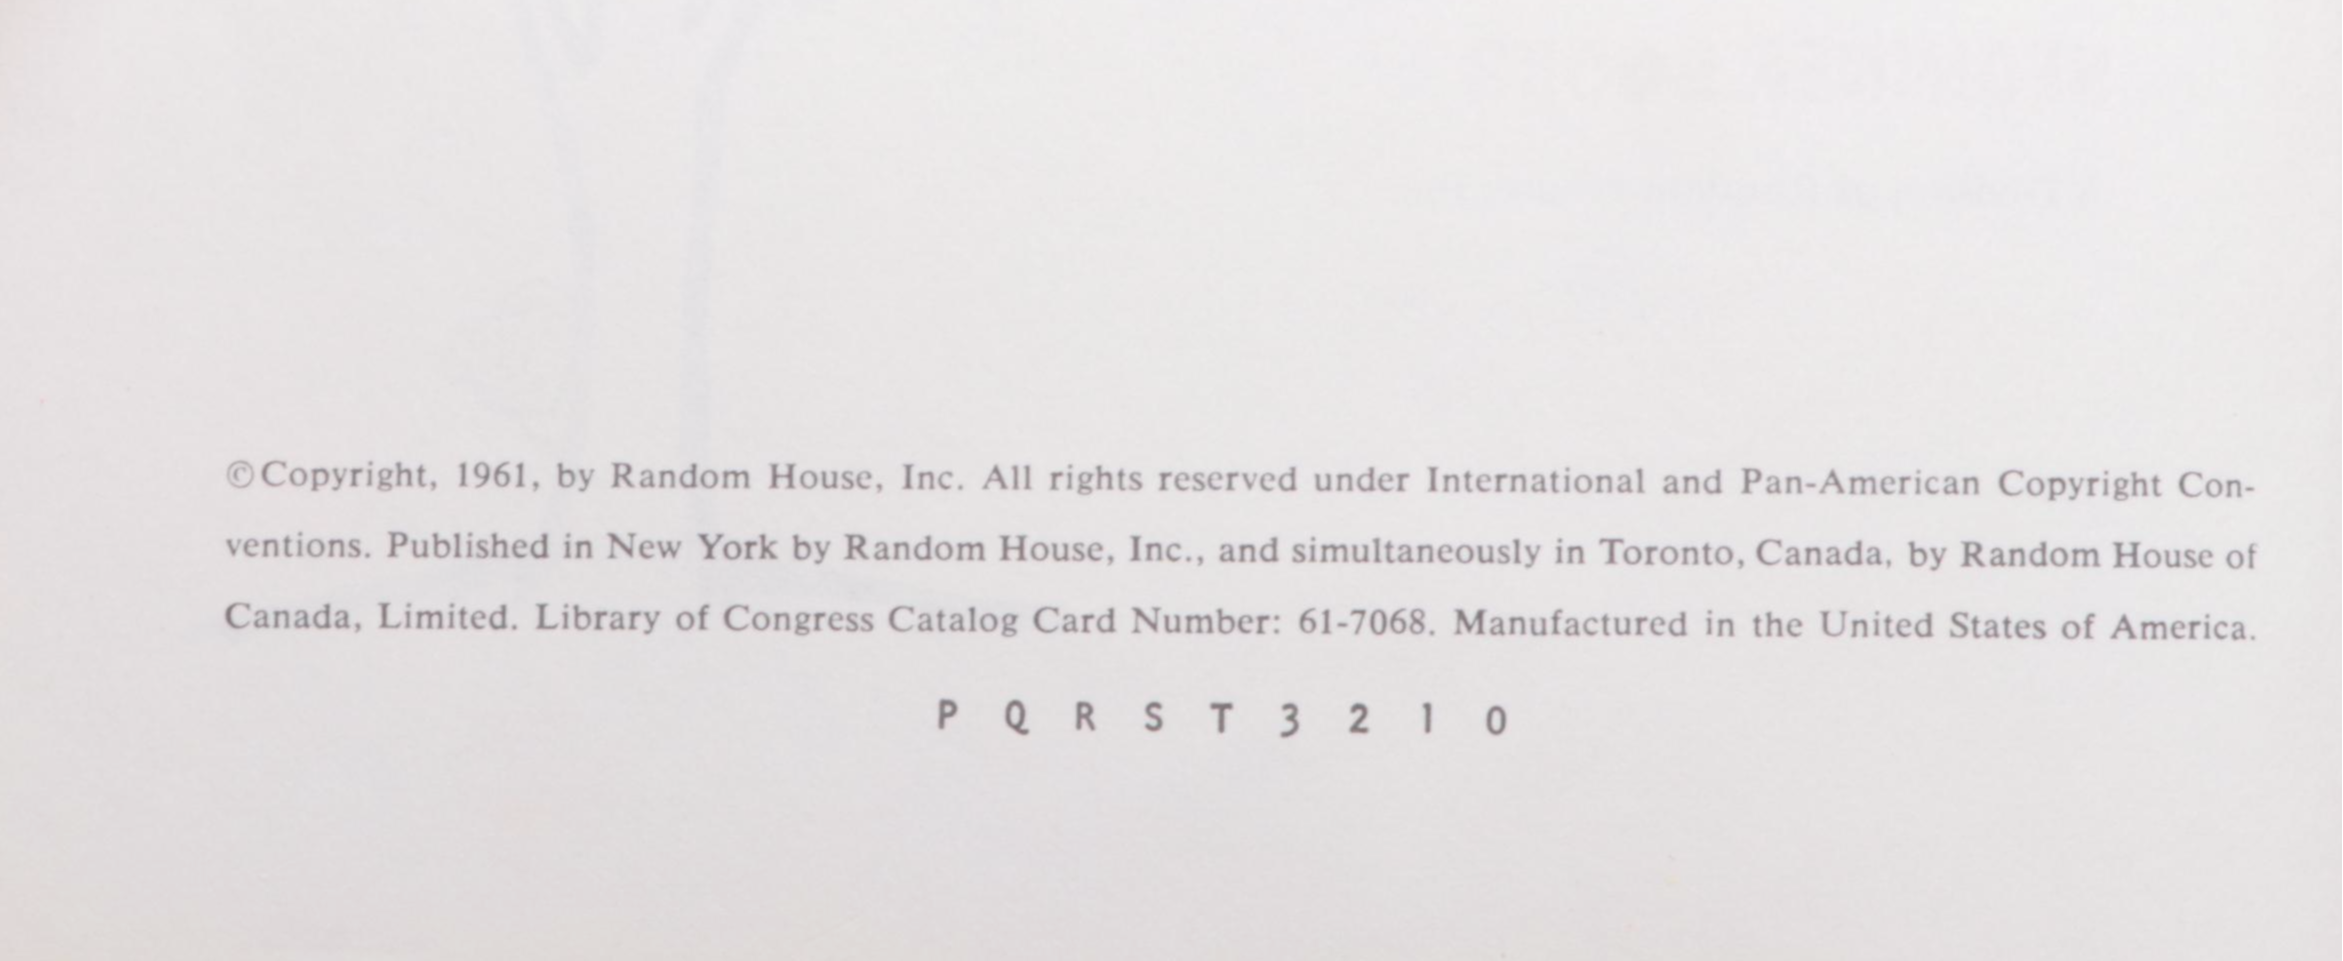 ©Copyright, 1961, by Random House, Inc. All rights reserved under International and Pan-American Copyright Con-
ventions. Published in New York by Random House, Inc., and simultaneously in Toronto, Canada, by Random House of
Canada, Limited. Library of Congress Catalog Card Number: 61-7068. Manufactured in the United States of America.
P Q R S T 3 2 1 0